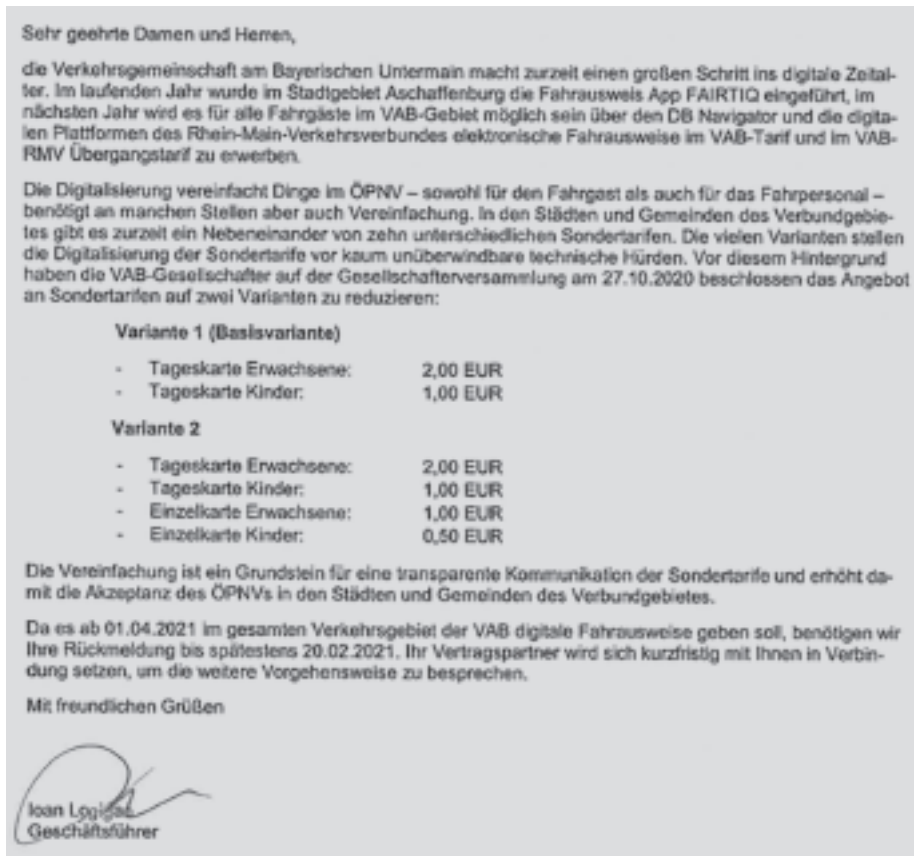 Sehr geehrte Damen und Herren,
die Verkehrsgemeinschaft am Bayerischen Untermain macht zurzeit einen großen Schritt ins digitale Zeital-
ter. Im laufenden Jahr wurde im Stadtgebiet Aschaffenburg die Fahrausweis App FAIRTIQ eingeführt, im
nächsten Jahr wird es für alle Fahrgäste im VAB-Gebiet möglich sein über den DB Navigator und die digita-
len Plattformen des Rhein-Main-Verkehrsverbundes elektronische Fahrausweise im VAB-Tarif und im VAB-
RMV Übergangstarif zu erwerben.
Die Digitalisierung vereinfacht Dinge im ÖPNV – sowohl für den Fahrgast als auch für das Fahrpersonal –
benötigt an manchen Stellen aber auch Vereinfachung. In den Städten und Gemeinden des Verbundgebie-
tes gibt es zurzeit ein Nebeneinander von zehn unterschiedlichen Sondertarifen. Die vielen Varianten stellen
die Digitalisierung der Sondertarife vor kaum unüberwindbare technische Hürden. Vor diesem Hintergrund
haben die VAB-Gesellschafter auf der Gesellschafterversammlung am 27.10.2020 beschlossen das Angebot
an Sondertarifen auf zwei Varianten zu reduzieren:
Variante 1 (Basisvariante)
- Tageskarte Erwachsene: 2,00 EUR
- Tageskarte Kinder: 1,00 EUR
Variante 2
- Tageskarte Erwachsene: 2,00 EUR
- Tageskarte Kinder: 1,00 EUR
- Einzelkarte Erwachsene: 1,00 EUR
- Einzelkarte Kinder: 0,50 EUR
Die Vereinfachung ist ein Grundstein für eine transparente Kommunikation der Sondertarife und erhöht da-
mit die Akzeptanz des ÖPNVs in den Städten und Gemeinden des Verbundgebietes.
Da es ab 01.04.2021 im gesamten Verkehrsgebiet der VAB digitale Fahrausweise geben soll, benötigen wir
Ihre Rückmeldung bis spätestens 20.02.2021. Ihr Vertragspartner wird sich kurzfristig mit Ihnen in Verbin-
dung setzen, um die weitere Vorgehensweise zu besprechen.
Mit freundlichen Grüßen
Ioan
Geschäftsführer